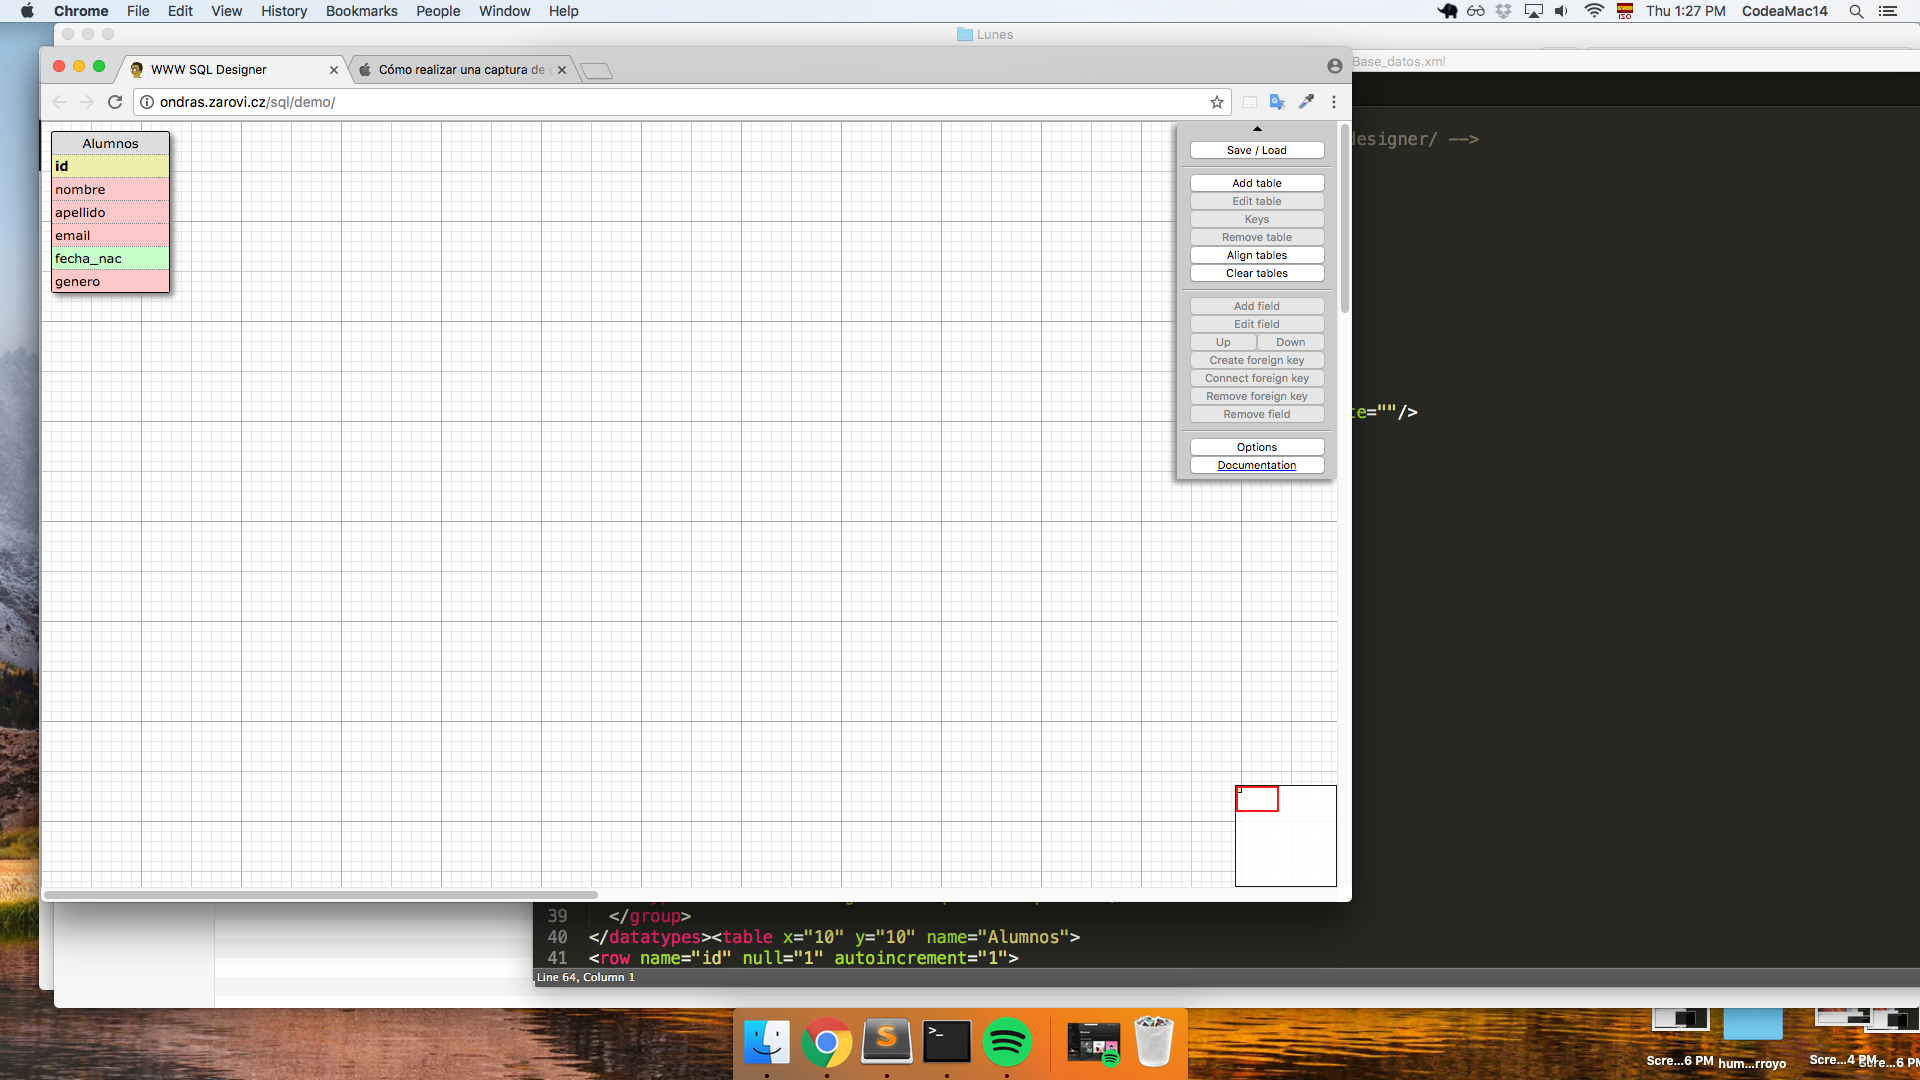 Chrome File Edit View History Bookmarks People Window Help
ISO Thu 1:27 PM CodeaMac14
Lunes
WWW SQL Designer
Cómo realizar una captura de
Base_datos.xml
ondras.zarovi.cz/sql/demo/
Alumnos
id
nombre
apellido
email
fecha_nac
genero
Save / Load
Add table
Edit table
Keys
Remove table
Align tables
Clear tables
Add field
Edit field
Up Down
Create foreign key
Connect foreign key
Remove foreign key
Remove field
Options
Documentation
designer/ -->
te=""/>
39 </group>
40 </datatypes><table x="10" y="10" name="Alumnos">
41 <row name="id" null="1" autoincrement="1">
Line 64, Column 1
Scre...6 PM
hum...rroyo
Scre...4 PM